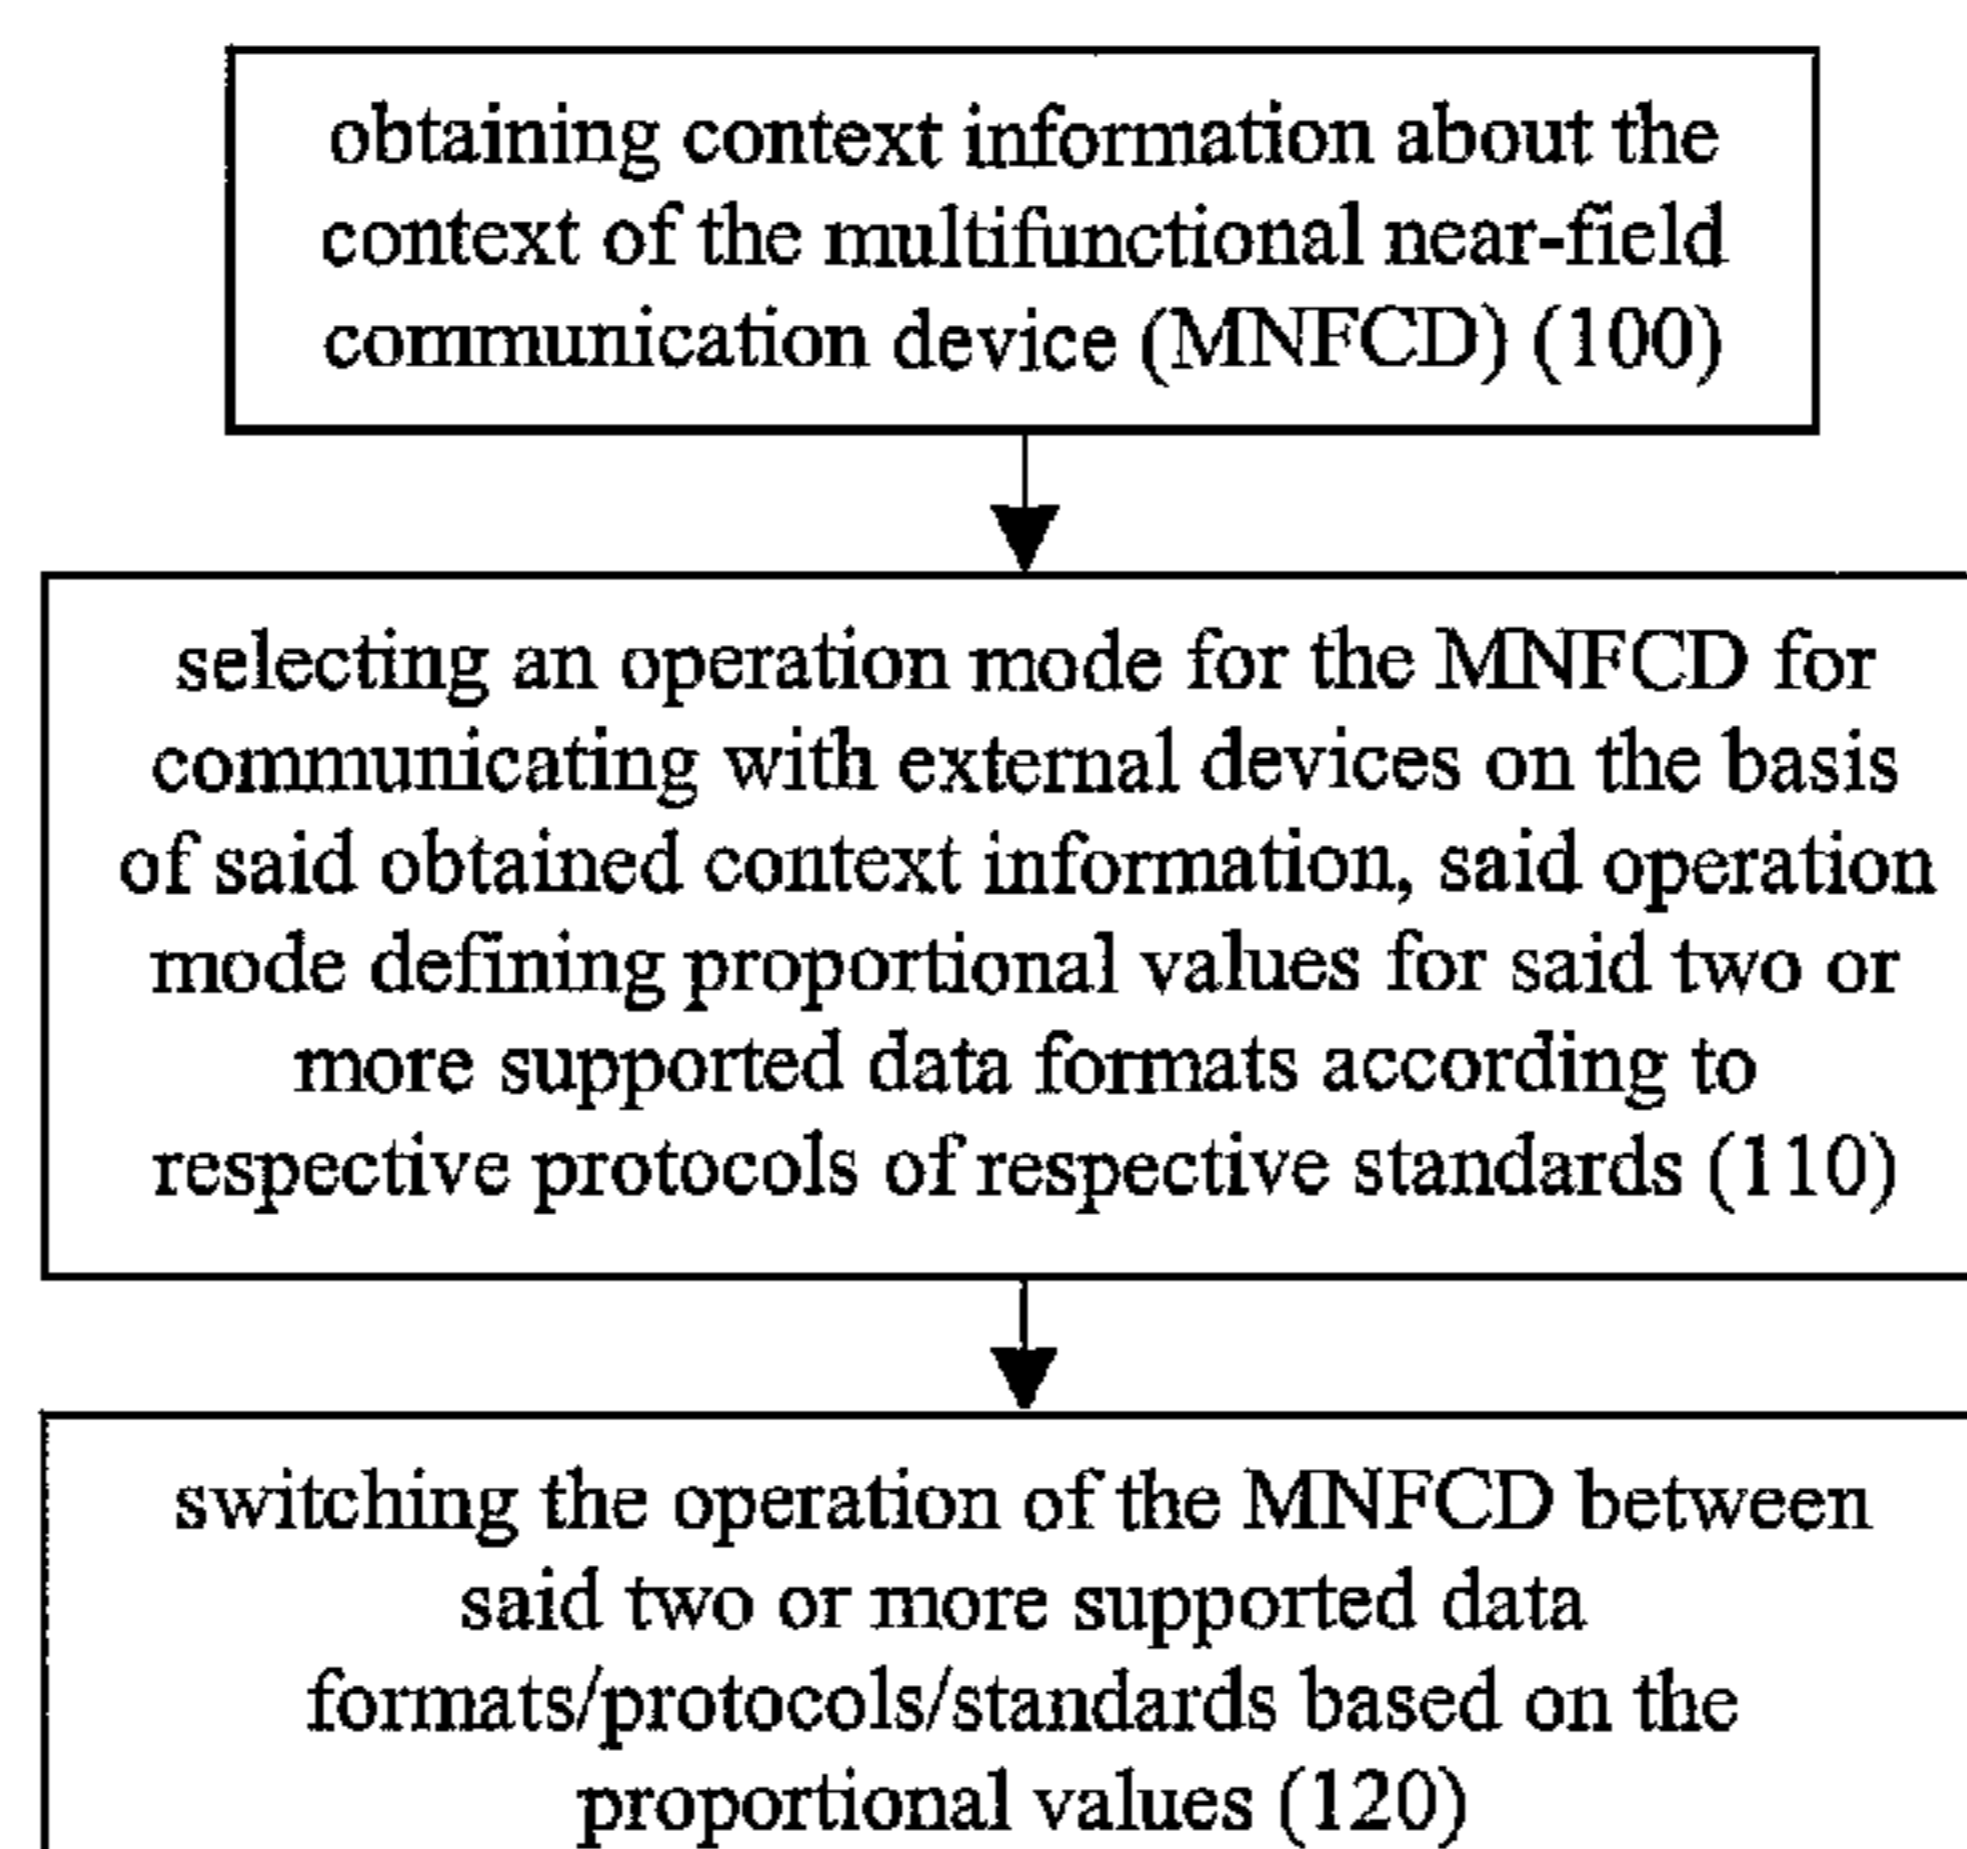 obtaining context information about the
context of the multifunctional near-field
communication device (MNFCD) (100)
selecting an operation mode for the MNFCD for
communicating with external devices on the basis
of said obtained context information, said operation
mode defining proportional values for said two or
more supported data formats according to
respective protocols of respective standards (110)
switching the operation of the MNFCD between
said two or more supported data
formats/protocols/standards based on the
proportional values (120)